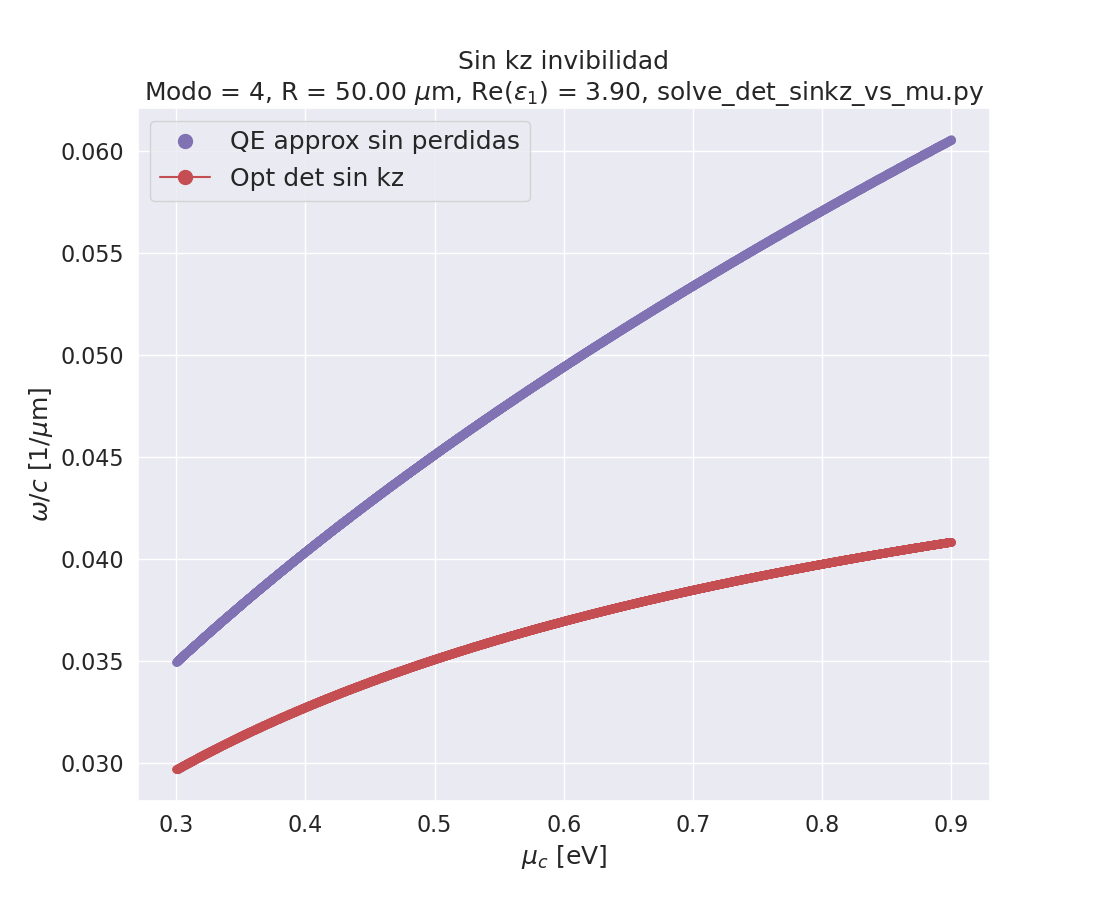 Sin kz invibilidad
Modo = 4, R = 50.00 μm, Re(ε₁) = 3.90, solve_det_sinkz_vs_mu.py
QE approx sin perdidas
Opt det sin kz
0.060
0.055
0.050
0.045
0.040
0.035
0.030
ω/c [1/μm]
0.3 0.4 0.5 0.6 0.7 0.8 0.9
μ_c [eV]